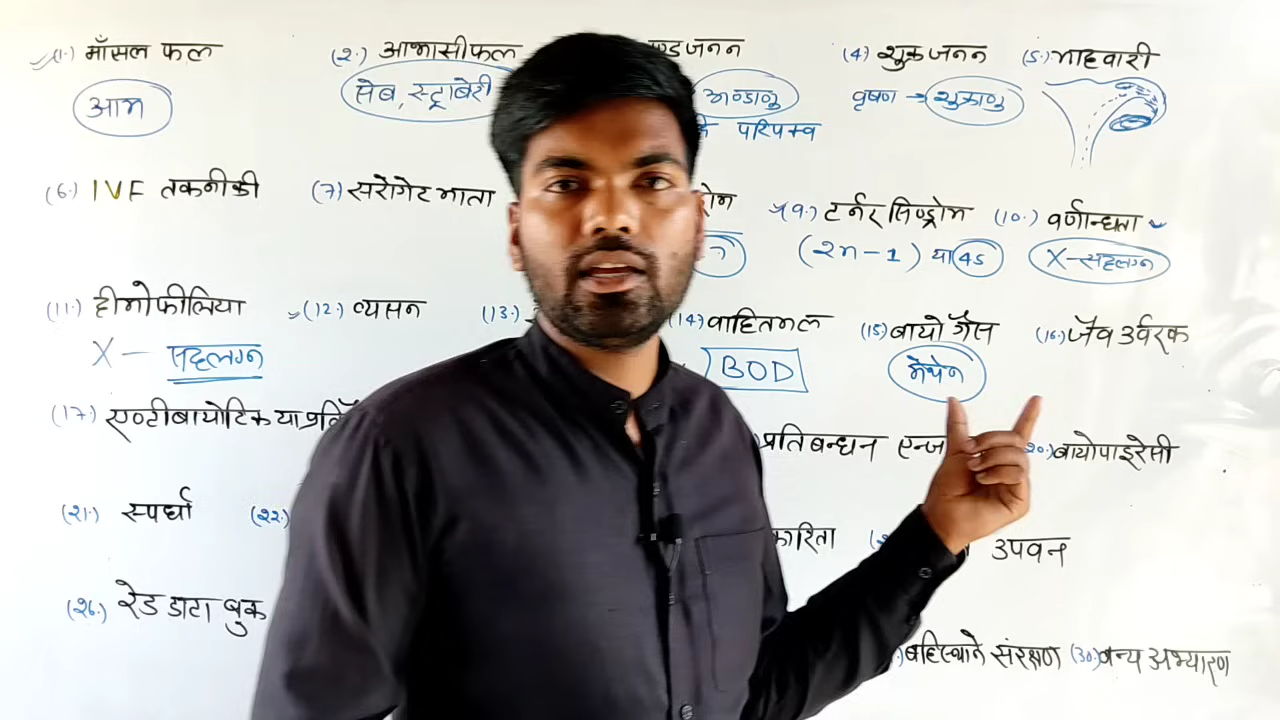 (1.) माँसल फल (2.) आभासीफल ण्डजनन (4) शुक्रजनन (5.) माहवारी
आम सेब, स्ट्राबेरी अण्डाणु वृषण → शुक्राणु
के परिपक्व
(6.) IVF तकनीकी (7) सरोगेट माता (9.) टर्नर सिण्ड्रोम (10.) वर्णान्धता
(2n-1) या 45 X-सहलग्न
(11.) हीमोफीलिया (12.) व्यसन (13.) (14.) वाहितमल (15.) बायो गैस (16.) जैव उर्वरक
X - सहलग्न BOD मेथेन
(17.) एण्टीबायोटिक या प्रति प्रतिबन्धन एन्जा 20.) बायोपाइरेसी
(21.) स्पर्धा (22.) कारिता उपवन
(26.) रेड डाटा बुक
.) बहिस्थाने संरक्षण (30.) वन्य अभ्यारण